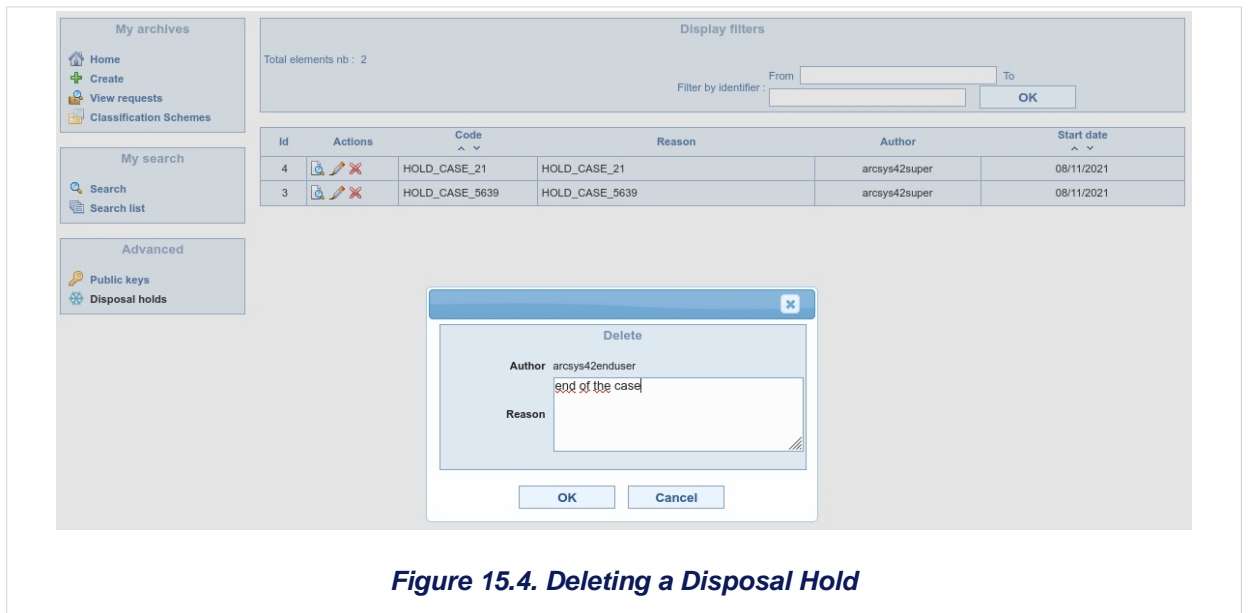 My archives
Home
Create
View requests
Classification Schemes
My search
Search
Search list
Advanced
Public keys
Disposal holds
Display filters
Total elements nb : 2
Filter by identifier : From To
OK
Id Actions Code Reason Author Start date
4 HOLD_CASE_21 HOLD_CASE_21 arcsys42super 08/11/2021
3 HOLD_CASE_5639 HOLD_CASE_5639 arcsys42super 08/11/2021
Delete
Author arcsys42enduser
Reason end of the case
OK Cancel
Figure 15.4. Deleting a Disposal Hold